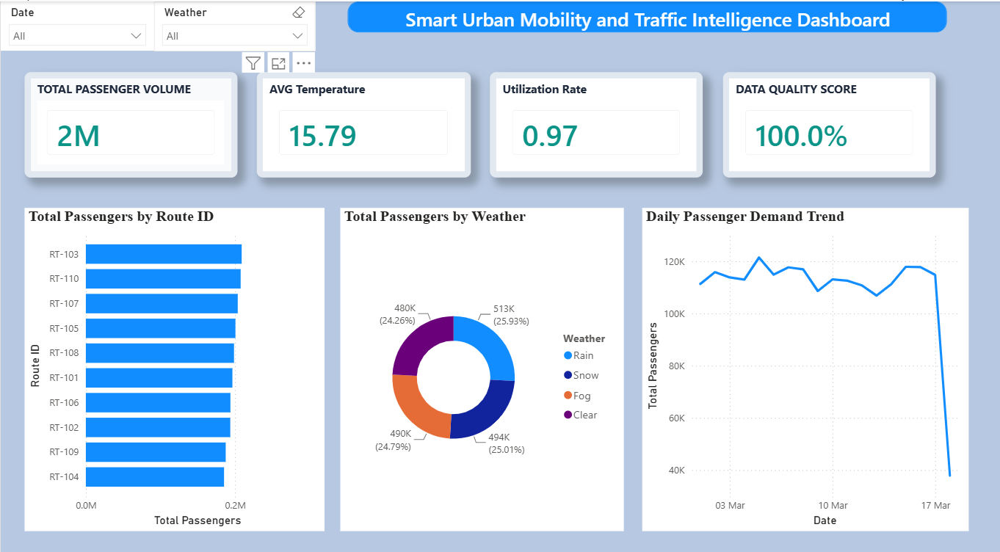 Date
Weather
All
All
Smart Urban Mobility and Traffic Intelligence Dashboard
TOTAL PASSENGER VOLUME
2M
AVG Temperature
15.79
Utilization Rate
0.97
DATA QUALITY SCORE
100.0%
Total Passengers by Route ID
Route ID
RT-103
RT-110
RT-107
RT-105
RT-108
RT-101
RT-106
RT-102
RT-109
RT-104
0.0M
0.2M
Total Passengers
Total Passengers by Weather
480K
(24.26%)
513K
(25.93%)
490K
(24.79%)
494K
(25.01%)
Weather
Rain
Snow
Fog
Clear
Daily Passenger Demand Trend
Total Passengers
120K
100K
80K
60K
40K
03 Mar
10 Mar
17 Mar
Date